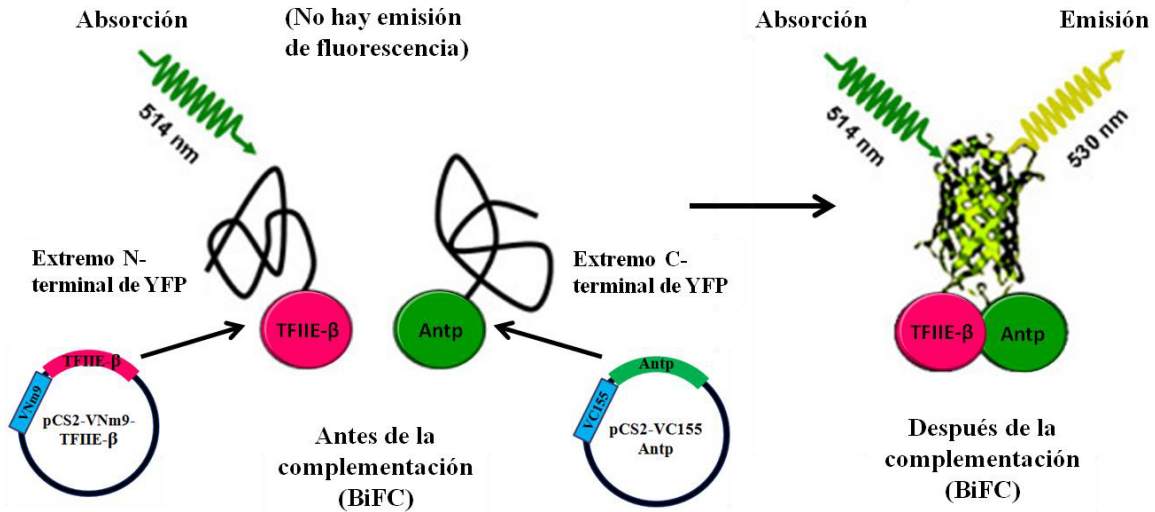 Absorción
(No hay emisión
de fluorescencia)
514 nm
Extremo N-
terminal de YFP
TFIIE-β
Antp
Extremo C-
terminal de YFP
TFIIE-β
VNm9
pCS2-VNm9-
TFIIE-β
Antes de la
complementación
(BiFC)
Antp
VC155
pCS2-VC155
Antp
Absorción
Emisión
514 nm
530 nm
TFIIE-β
Antp
Después de la
complementación
(BiFC)